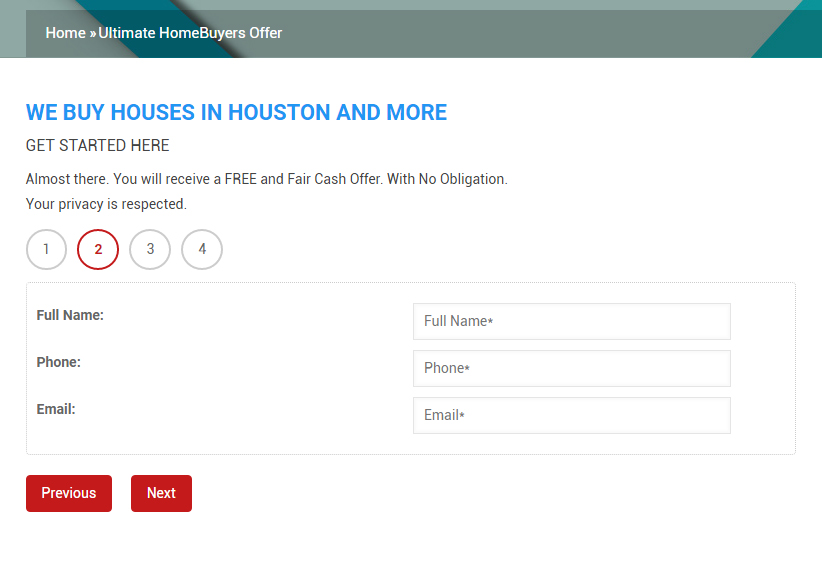 Home » Ultimate HomeBuyers Offer
WE BUY HOUSES IN HOUSTON AND MORE
GET STARTED HERE
Almost there. You will receive a FREE and Fair Cash Offer. With No Obligation.
Your privacy is respected.
1 2 3 4
Full Name: Full Name*
Phone: Phone*
Email: Email*
Previous Next